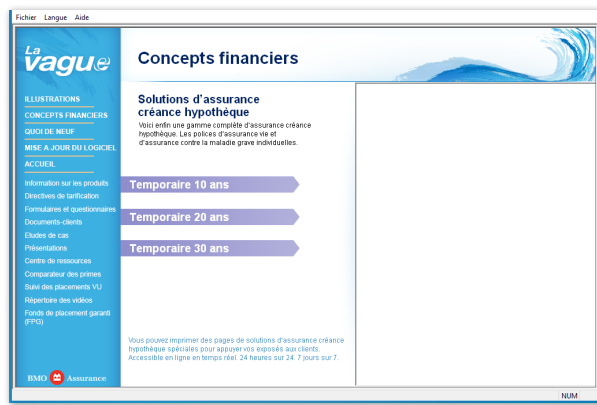 Fichier Langue Aide
La
vague
Concepts financiers
ILLUSTRATIONS
CONCEPTS FINANCIERS
QUOI DE NEUF
MISE A JOUR DU LOGICIEL
ACCUEIL
Information sur les produits
Directives de tarification
Formulaires et questionnaires
Documents-clients
Etudes de cas
Présentations
Centre de ressources
Comparateur des primes
Suivi des placements VU
Répertoire des vidéos
Fonds de placement garanti
(FPG)
BMO Assurance
Solutions d'assurance
créance hypothèque
Voici enfin une gamme complète d'assurance créance
hypothèque. Les polices d'assurance vie et
d'assurance contre la maladie grave individuelles.
Temporaire 10 ans
Temporaire 20 ans
Temporaire 30 ans
Vous pouvez imprimer des pages de solutions d'assurance créance
hypothèque spéciales pour appuyer vos exposés aux clients.
Accessible en ligne en temps réel. 24 heures sur 24. 7 jours sur 7.
NUM